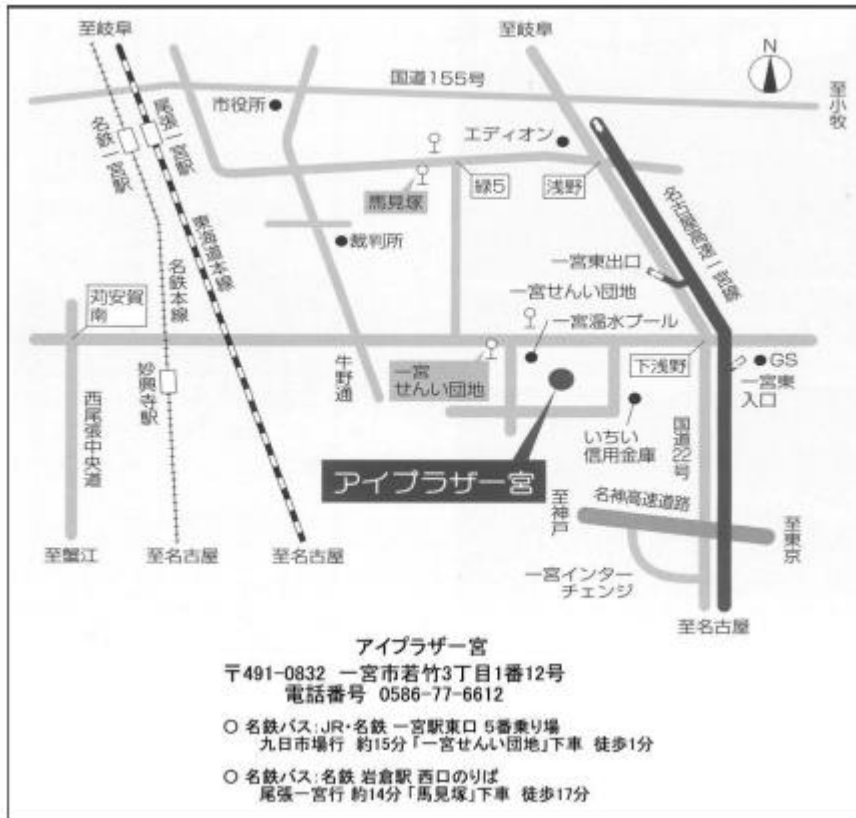 至岐阜
至岐阜
N
国道155号
至小牧
市役所
エディオン
名鉄一宮駅
尾張一宮駅
馬見塚
緑5
浅野
東海道本線
裁判所
名鉄本線
一宮東出口
苅安賀
南
一宮せんい団地
一宮温水プール
牛野通
一宮
せんい団地
下浅野
GS
一宮東
入口
妙興寺駅
西尾張中央道
いちい
信用金庫
国道22号
アイプラザ一宮
至神戸
名神高速道路
至東京
至蟹江
至名古屋
至名古屋
一宮インター
チェンジ
至名古屋
アイプラザ一宮
〒491-0832 一宮市若竹3丁目1番12号
電話番号 0586-77-6612
○ 名鉄バス:JR・名鉄 一宮駅東口 5番乗り場
九日市場行 約15分「一宮せんい団地」下車 徒歩1分
○ 名鉄バス:名鉄 岩倉駅 西口のりば
尾張一宮行 約14分「馬見塚」下車 徒歩17分